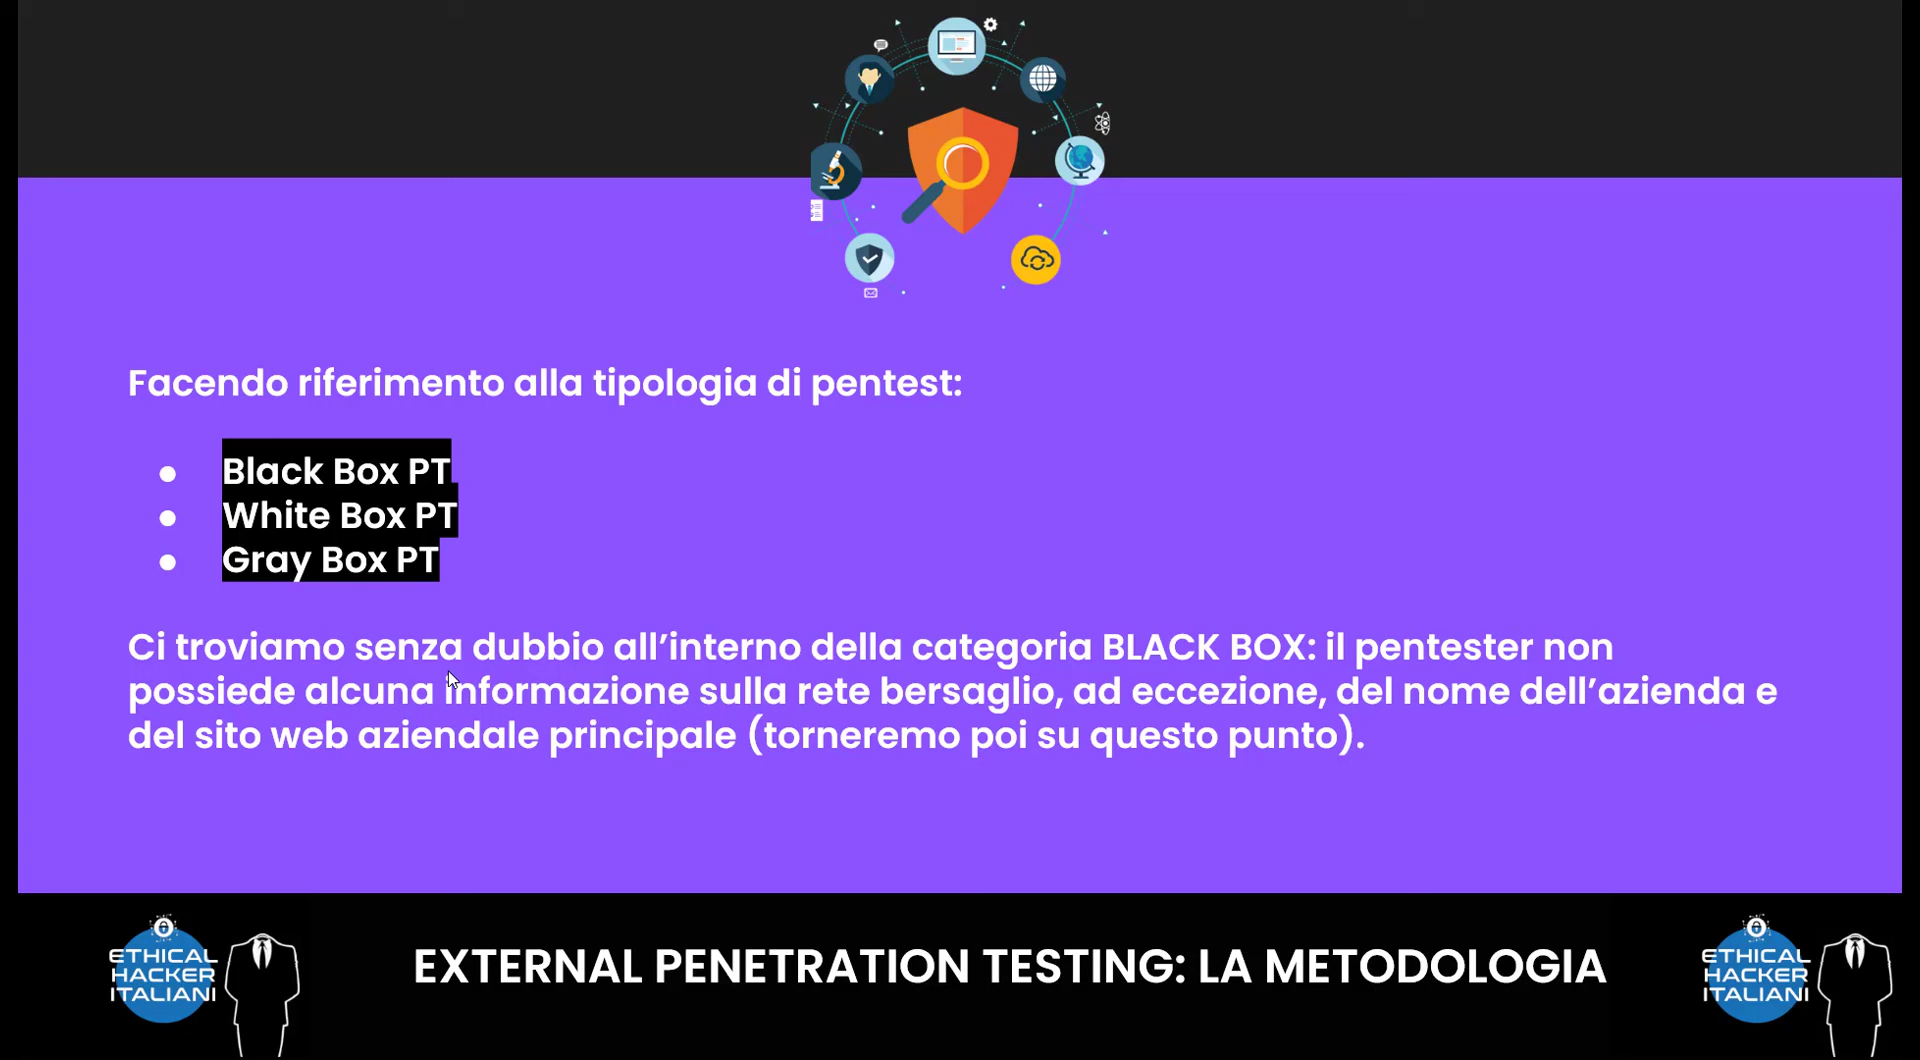 Facendo riferimento alla tipologia di pentest:
● Black Box PT
● White Box PT
● Gray Box PT
Ci troviamo senza dubbio all’interno della categoria BLACK BOX: il pentester non
possiede alcuna informazione sulla rete bersaglio, ad eccezione, del nome dell’azienda e
del sito web aziendale principale (torneremo poi su questo punto).
ETHICAL
HACKER
ITALIANI
EXTERNAL PENETRATION TESTING: LA METODOLOGIA
ETHICAL
HACKER
ITALIANI